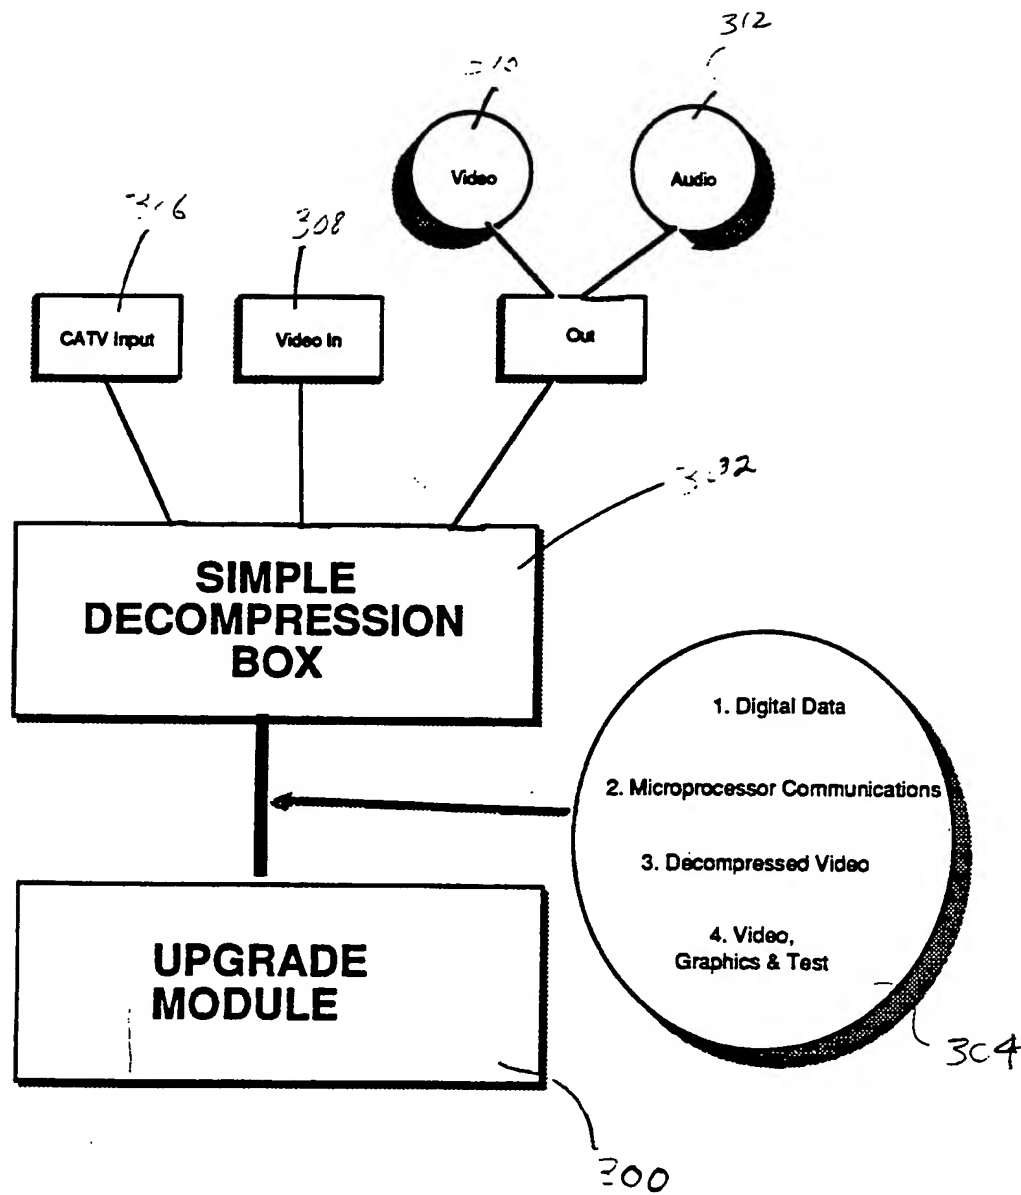 312
Video
Audio
308
CATV Input
Video In
Out
SIMPLE
DECOMPRESSION
BOX
1. Digital Data
2. Microprocessor Communications
3. Decompressed Video
4. Video,
Graphics & Test
UPGRADE
MODULE
304
300